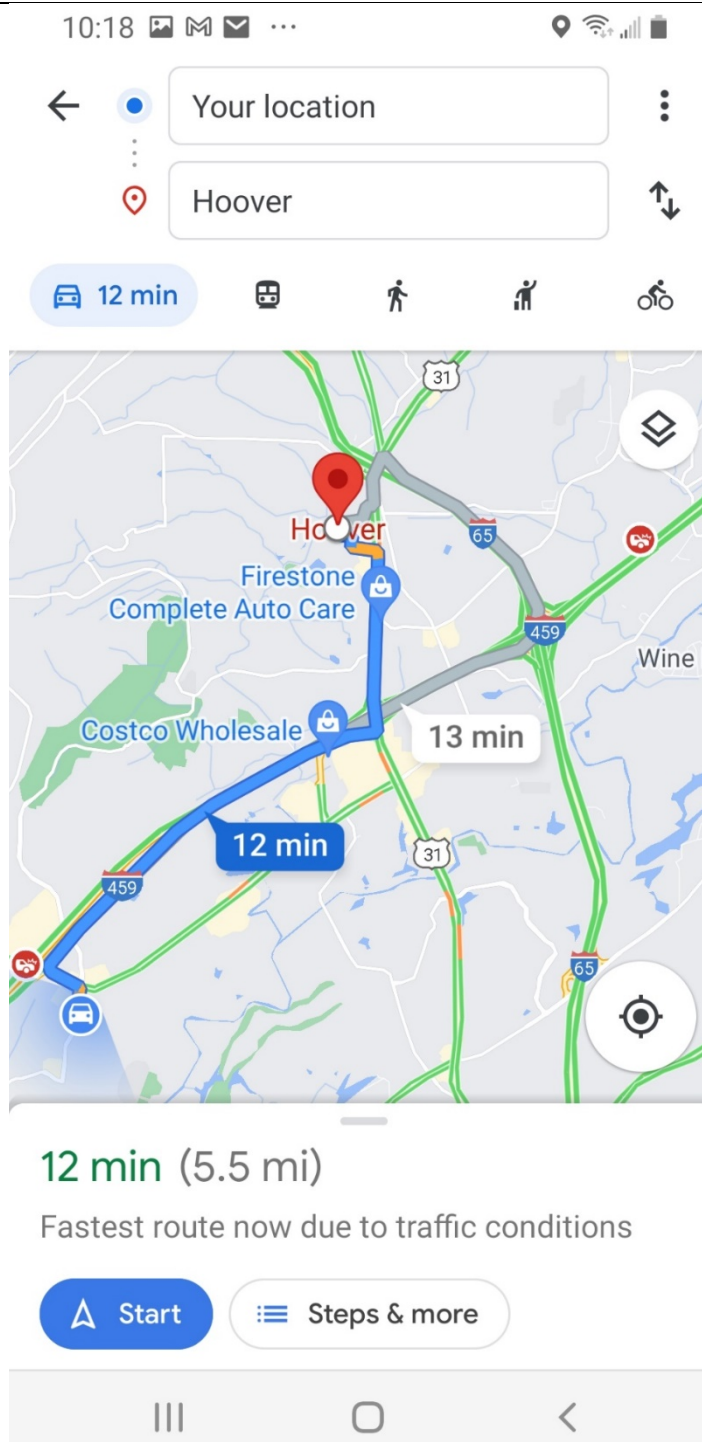 10:18
Your location
Hoover
12 min
31
Hoover
65
Firestone
Complete Auto Care
459
Wine
Costco Wholesale
13 min
12 min
31
459
65
12 min (5.5 mi)
Fastest route now due to traffic conditions
Start
Steps & more